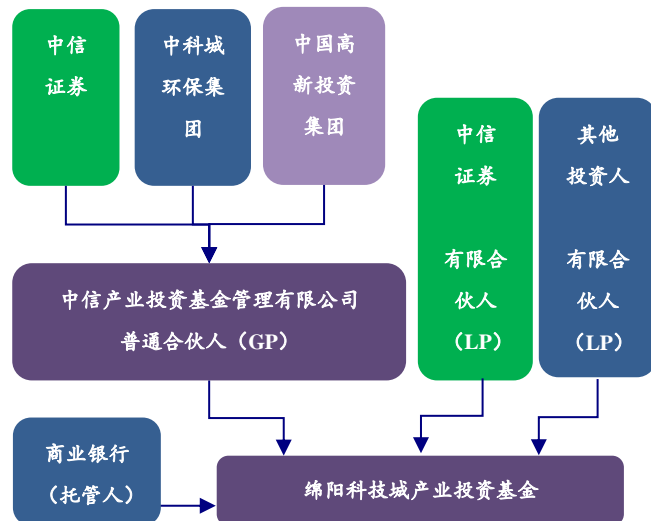 中信
证券
中科城
环保集
团
中国高
新投资
集团
中信
证券
有限合
伙人
（LP）
其他
投资人
有限合
伙人
（LP）
中信产业投资基金管理有限公司
普通合伙人（GP）
商业银行
（托管人）
绵阳科技城产业投资基金